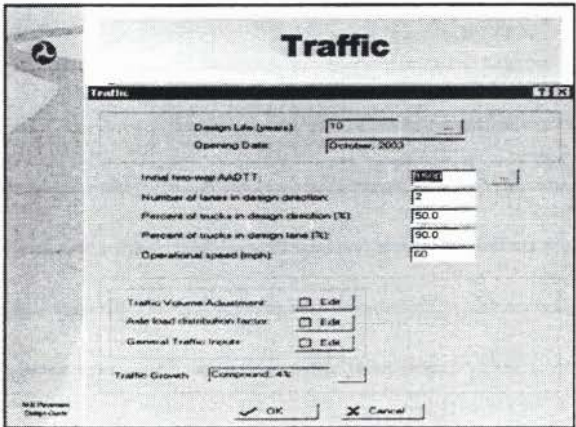 Traffic
Traffic
Design Life (years): 10 ...
Opening Date: October, 2003
Initial two-way AADTT: ...
Number of lanes in design direction: 2
Percent of trucks in design direction (%): 50.0
Percent of trucks in design lane (%): 90.0
Operational speed (mph): 60
Traffic Volume Adjustment: Edit
Axle load distribution factor: Edit
General Traffic Inputs: Edit
Traffic Growth Compound, 4%
OK Cancel
Design Guide